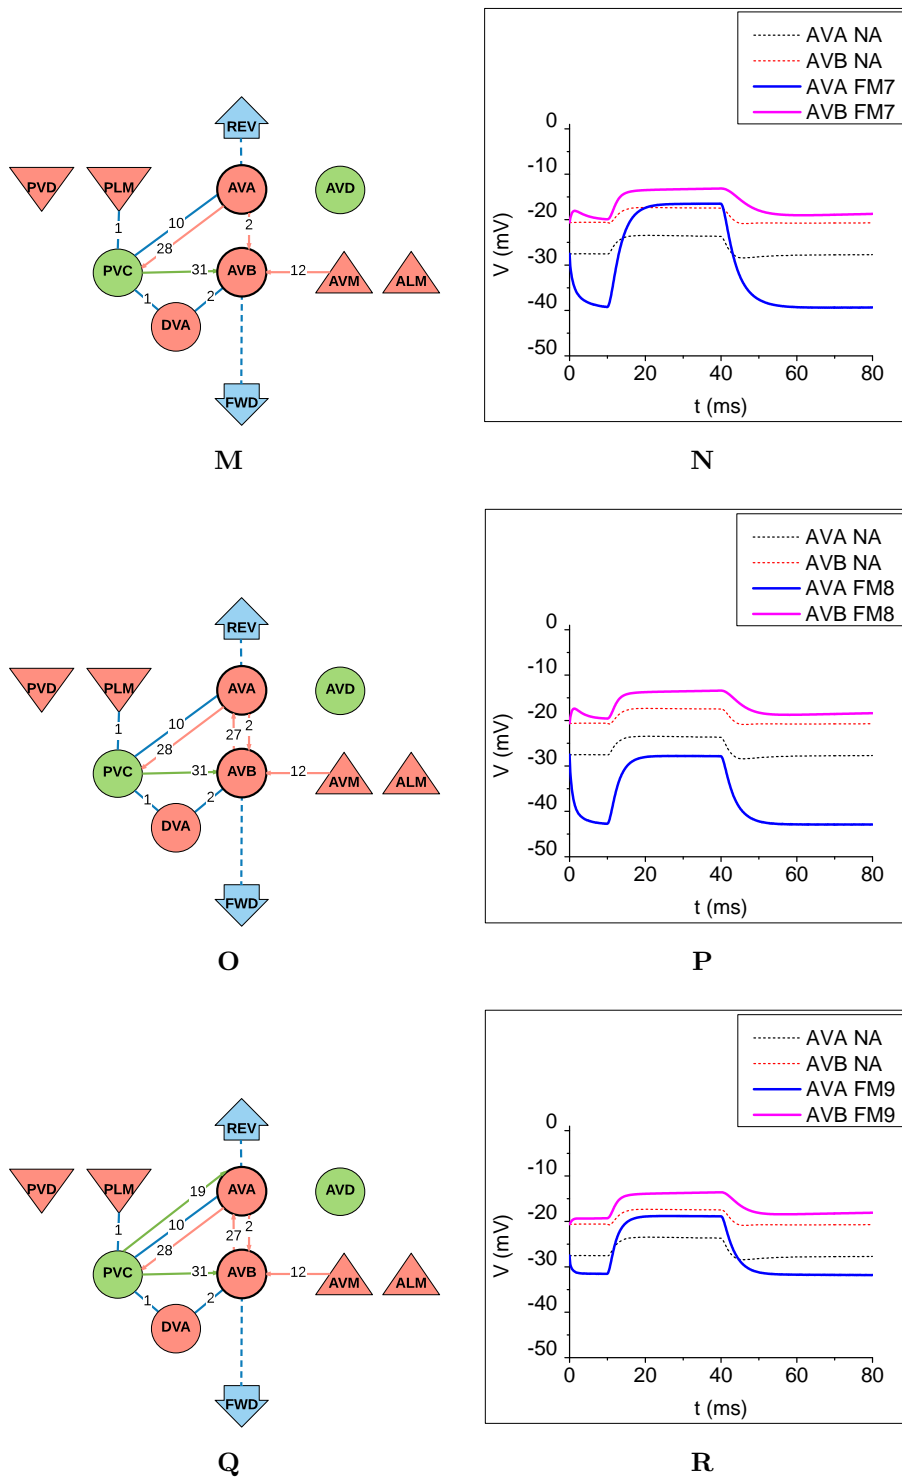 REV
PVD PLM AVA AVD
1 10 2
28
PVC 31 AVB 12 AVM ALM
1 2
DVA
FWD
M
AVA NA
AVB NA
AVA FM7
AVB FM7
0
-10
-20
-30
-40
-50
V (mV)
0 20 40 60 80
t (ms)
N
REV
PVD PLM AVA AVD
1 10 2
28 27
PVC 31 AVB 12 AVM ALM
1 2
DVA
FWD
O
AVA NA
AVB NA
AVA FM8
AVB FM8
0
-10
-20
-30
-40
-50
V (mV)
0 20 40 60 80
t (ms)
P
REV
PVD PLM 19 AVA AVD
1 10 2
28 27
PVC 31 AVB 12 AVM ALM
1 2
DVA
FWD
Q
AVA NA
AVB NA
AVA FM9
AVB FM9
0
-10
-20
-30
-40
-50
V (mV)
0 20 40 60 80
t (ms)
R